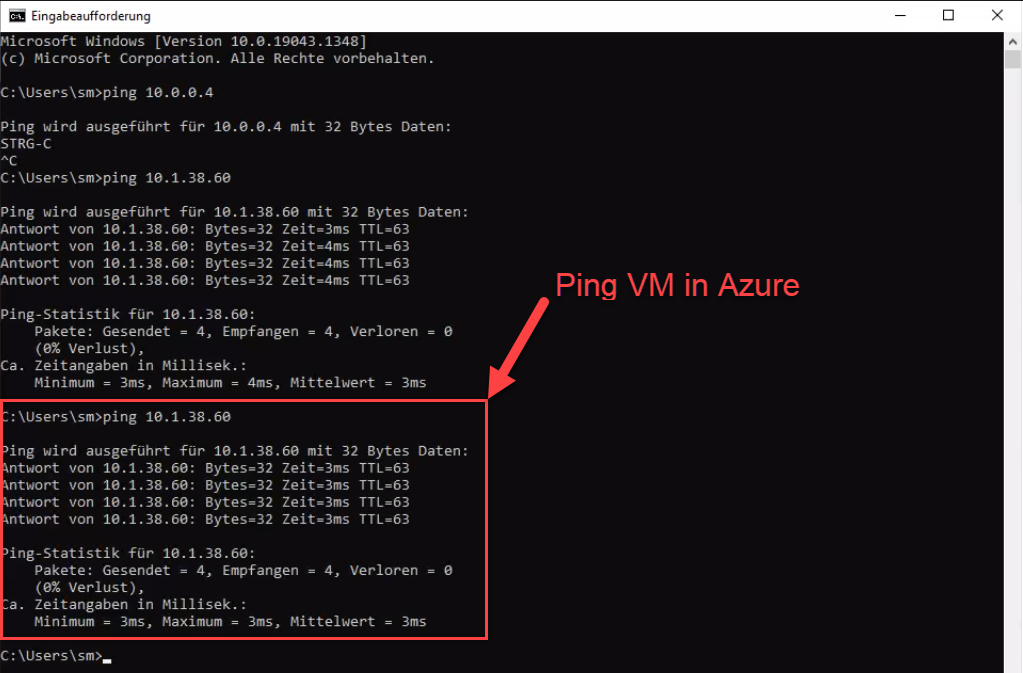 Eingabeaufforderung
Microsoft Windows [Version 10.0.19043.1348]
(c) Microsoft Corporation. Alle Rechte vorbehalten.
C:\Users\sm>ping 10.0.0.4
Ping wird ausgeführt für 10.0.0.4 mit 32 Bytes Daten:
STRG-C
^C
C:\Users\sm>ping 10.1.38.60
Ping wird ausgeführt für 10.1.38.60 mit 32 Bytes Daten:
Antwort von 10.1.38.60: Bytes=32 Zeit=3ms TTL=63
Antwort von 10.1.38.60: Bytes=32 Zeit=4ms TTL=63
Antwort von 10.1.38.60: Bytes=32 Zeit=4ms TTL=63
Antwort von 10.1.38.60: Bytes=32 Zeit=4ms TTL=63
Ping VM in Azure
Ping-Statistik für 10.1.38.60:
Pakete: Gesendet = 4, Empfangen = 4, Verloren = 0
(0% Verlust),
Ca. Zeitangaben in Millisek.:
Minimum = 3ms, Maximum = 4ms, Mittelwert = 3ms
C:\Users\sm>ping 10.1.38.60
Ping wird ausgeführt für 10.1.38.60 mit 32 Bytes Daten:
Antwort von 10.1.38.60: Bytes=32 Zeit=3ms TTL=63
Antwort von 10.1.38.60: Bytes=32 Zeit=3ms TTL=63
Antwort von 10.1.38.60: Bytes=32 Zeit=3ms TTL=63
Antwort von 10.1.38.60: Bytes=32 Zeit=3ms TTL=63
Ping-Statistik für 10.1.38.60:
Pakete: Gesendet = 4, Empfangen = 4, Verloren = 0
(0% Verlust),
Ca. Zeitangaben in Millisek.:
Minimum = 3ms, Maximum = 3ms, Mittelwert = 3ms
C:\Users\sm>